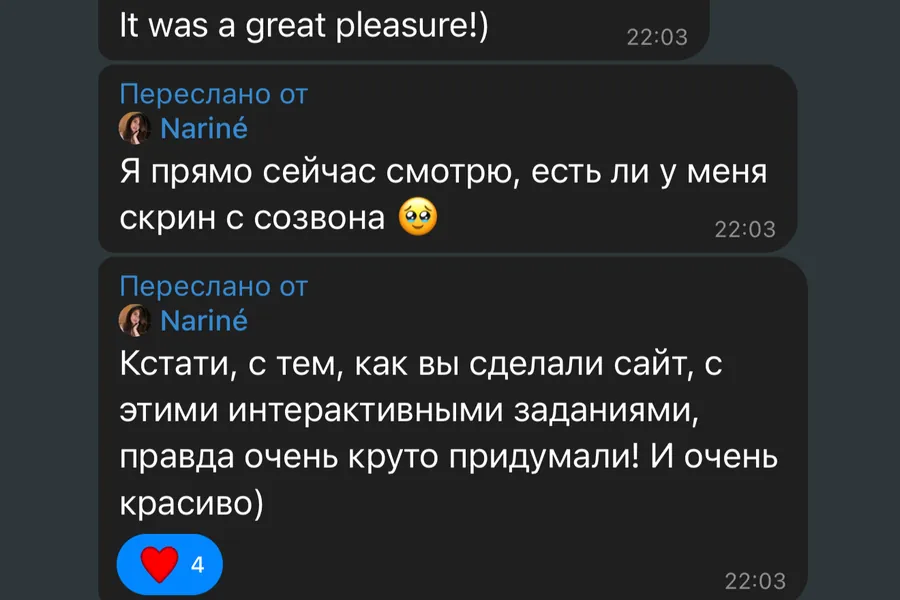 It was a great pleasure!)
22:03
Переслано от
Nariné
Я прямо сейчас смотрю, есть ли у меня
скрин с созвона 🥹
22:03
Переслано от
Nariné
Кстати, с тем, как вы сделали сайт, с
этими интерактивными заданиями,
правда очень круто придумали! И очень
красиво)
❤️ 4
22:03